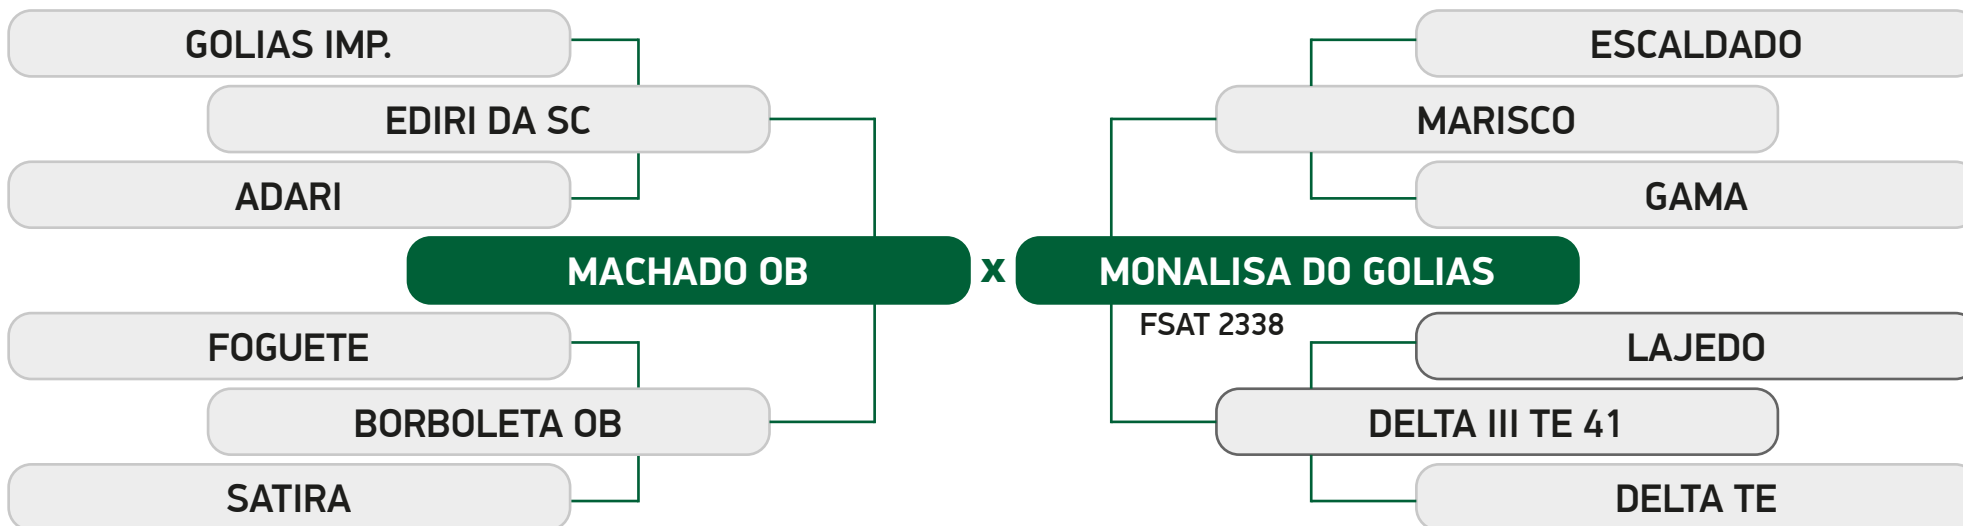 GOLIAS IMP.
EDIRI DA SC
ADARI
MACHADO OB
FOGUETE
BORBOLETA OB
SATIRA
x
ESCALDADO
MARISCO
GAMA
MONALISA DO GOLIAS
FSAT 2338
LAJEDO
DELTA III TE 41
DELTA TE